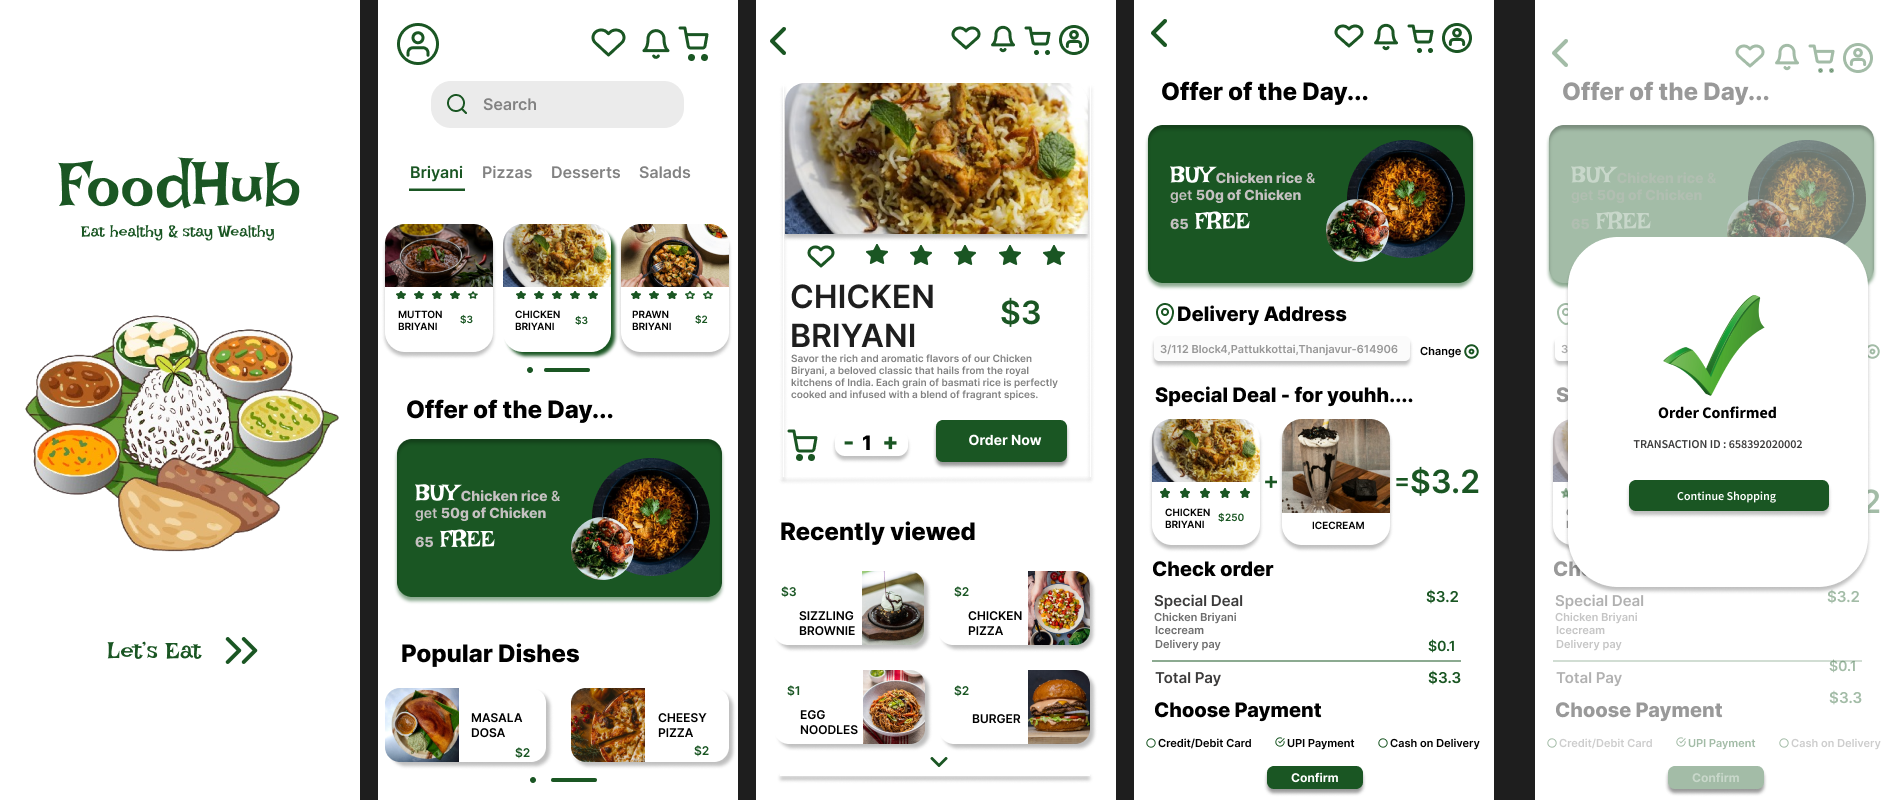 FoodHub
Eat healthy & stay Wealthy
Let's Eat
Search
Briyani Pizzas Desserts Salads
MUTTON
BRIYANI
$3
CHICKEN
BRIYANI
$3
PRAWN
BRIYANI
$2
Offer of the Day...
BUY Chicken rice &
get 50g of Chicken
65 FREE
Popular Dishes
MASALA
DOSA
$2
CHEESY
PIZZA
$2
CHICKEN
BRIYANI
$3
Savor the rich and aromatic flavors of our Chicken
Biryani, a beloved classic that hails from the royal
kitchens of India. Each grain of basmati rice is perfectly
cooked and infused with a blend of fragrant spices.
- 1 +
Order Now
Recently viewed
$3
SIZZLING
BROWNIE
$2
CHICKEN
PIZZA
$1
EGG
NOODLES
$2
BURGER
Offer of the Day...
BUY Chicken rice &
get 50g of Chicken
65 FREE
Delivery Address
3/112 Block4,Pattukkottai,Thanjavur-614906
Change
Special Deal - for youhh....
CHICKEN
BRIYANI
$250
+
ICECREAM
=$3.2
Check order
Special Deal $3.2
Chicken Briyani
Icecream
Delivery pay $0.1
Total Pay $3.3
Choose Payment
Credit/Debit Card UPI Payment Cash on Delivery
Confirm
Offer of the Day...
BUY Chicken rice &
get 50g of Chicken
65 FREE
Order Confirmed
TRANSACTION ID : 658392020002
Continue Shopping
3
S
2
Ch
Special Deal $3.2
Chicken Briyani
Icecream
Delivery pay
$0.1
Total Pay
$3.3
Choose Payment
Credit/Debit Card UPI Payment Cash on Delivery
Confirm